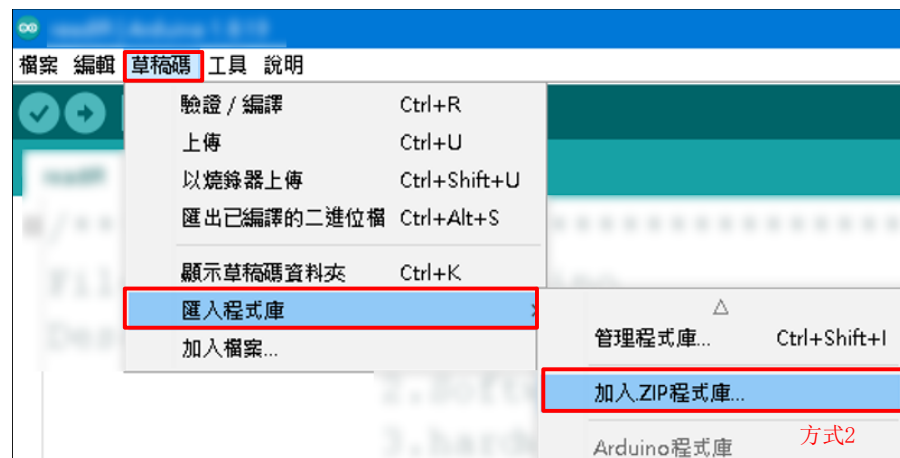 檔案 編輯 草稿碼 工具 說明
驗證 / 編譯 Ctrl+R
上傳 Ctrl+U
以燒錄器上傳 Ctrl+Shift+U
匯出已編譯的二進位檔 Ctrl+Alt+S
顯示草稿碼資料夾 Ctrl+K
匯入程式庫
加入檔案...
管理程式庫... Ctrl+Shift+I
加入.ZIP程式庫...
Arduino程式庫
方式2